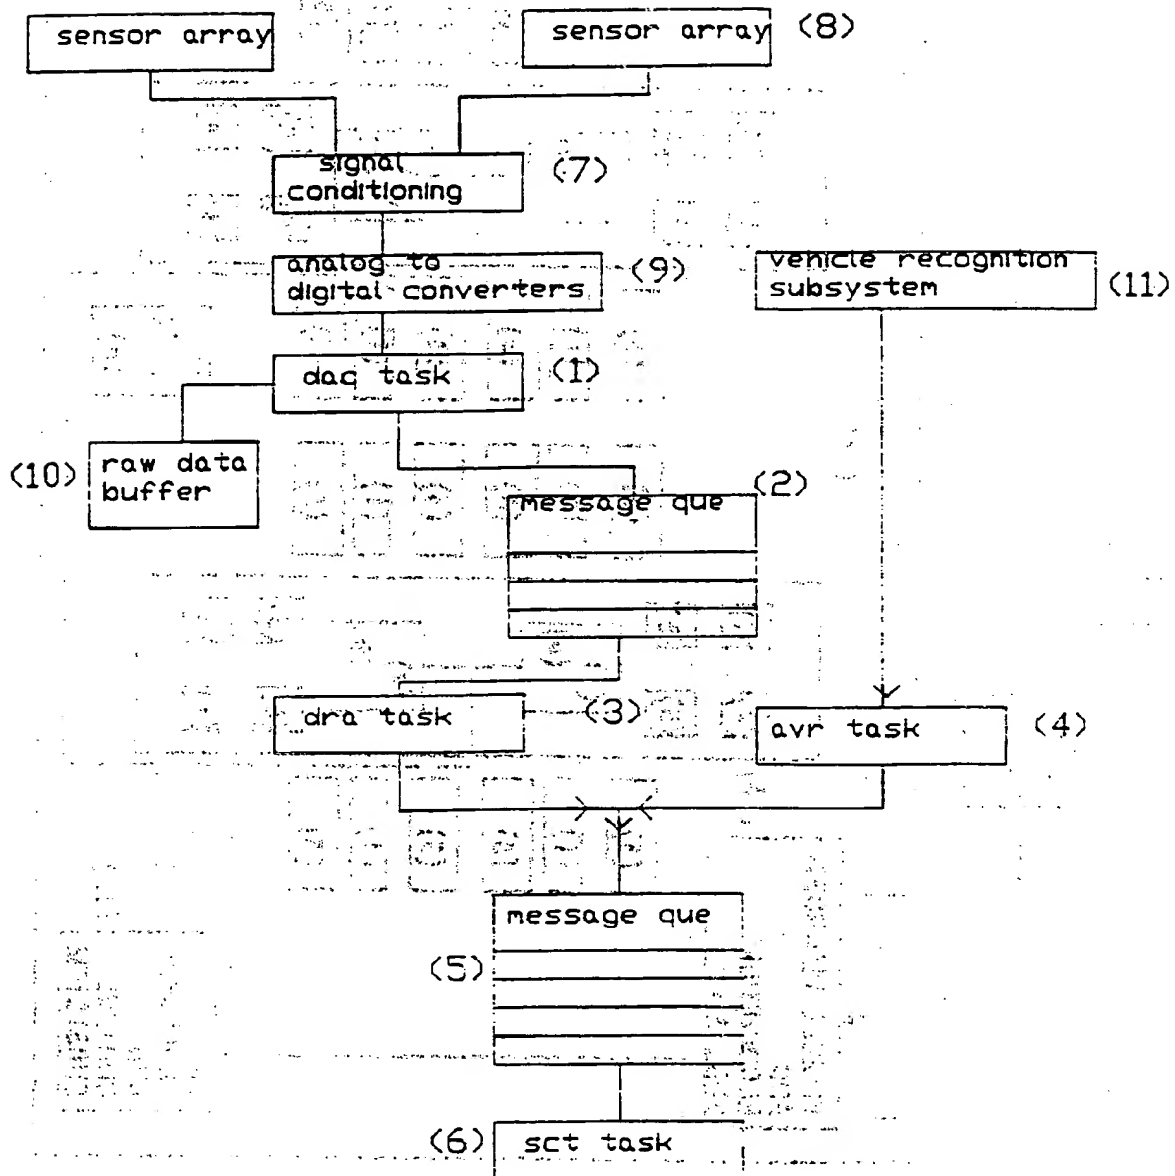 sensor array
sensor array (8)
signal
conditioning
(7)
analog to
digital converters
(9)
vehicle recognition
subsystem
(11)
daq task
(1)
(10)
raw data
buffer
(2)
message que
dra task
(3)
avr task
(4)
message que
(5)
(6)
sct task